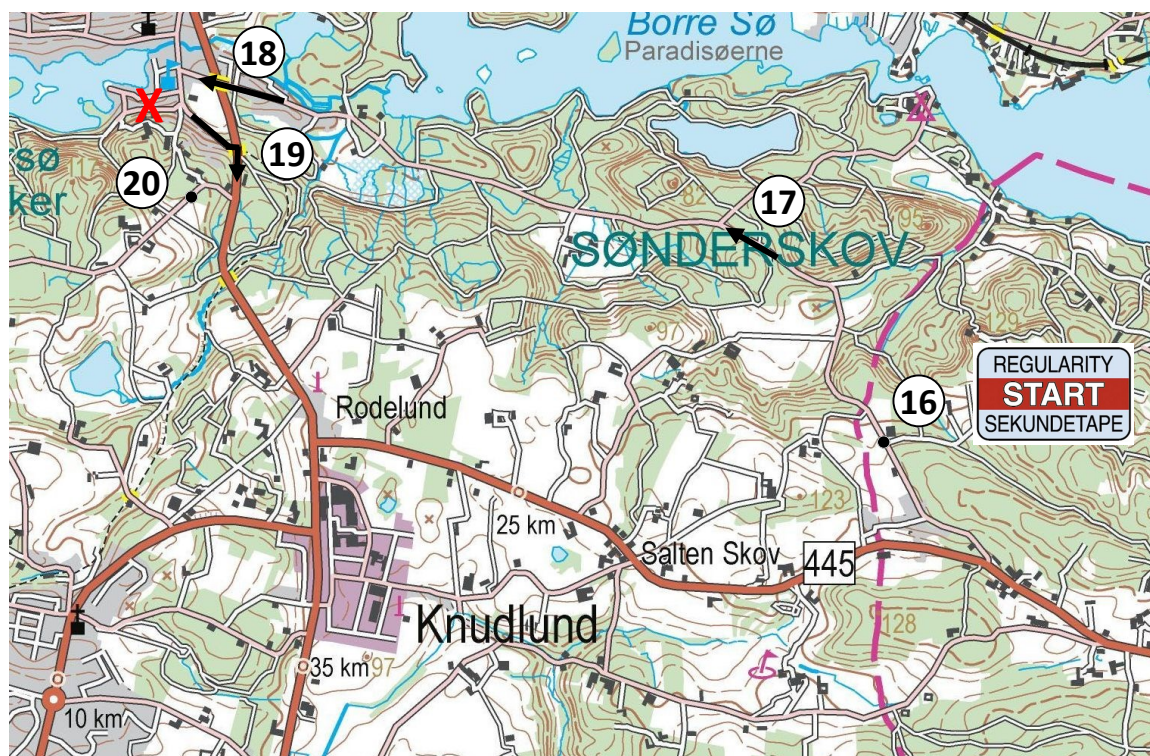 Borre Sø
Paradisøerne
18
X
19
20
rsø
ker
17
82
95
SØNDERSKOV
97
129
REGULARITY
START
SEKUNDETAPE
16
Rodelund
25 km
123
Salten Skov
445
Knudlund
128
35 km
97
10 km